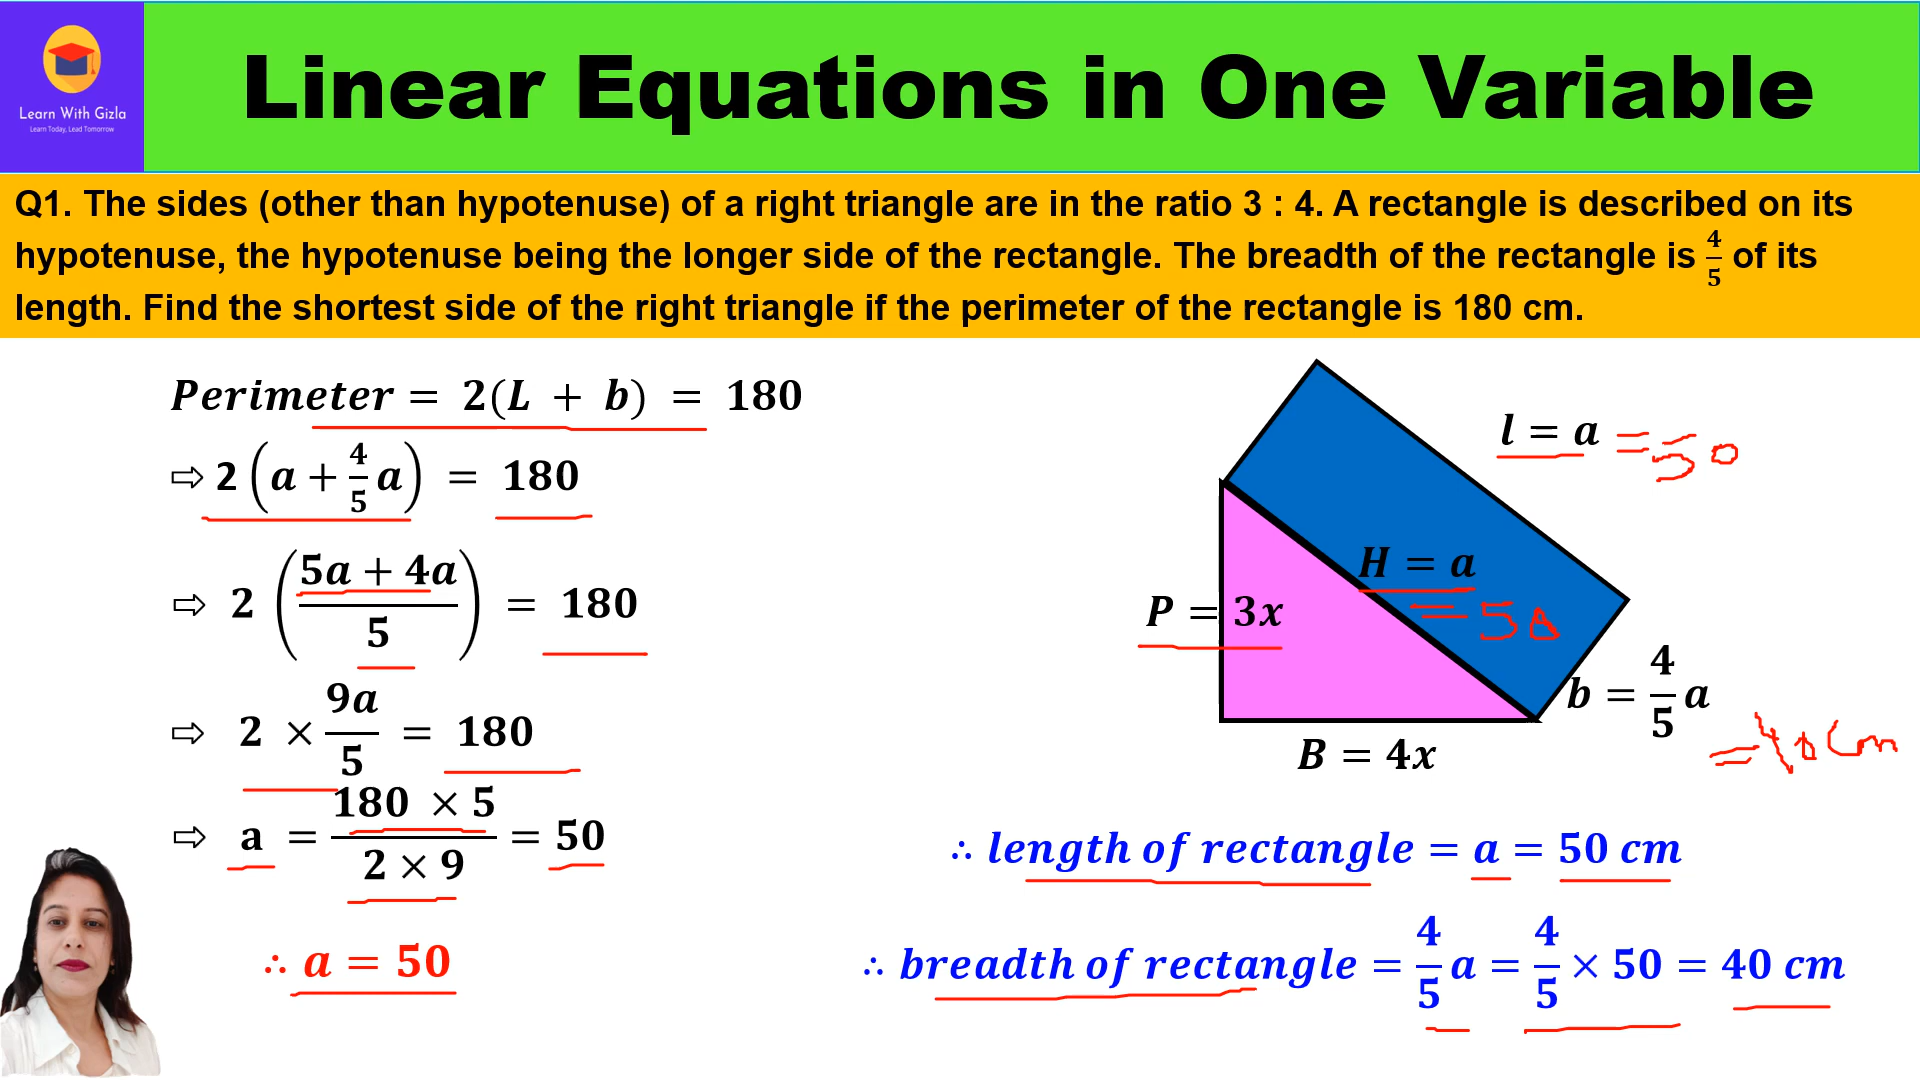 Linear Equations in One Variable
Learn With Gizla
Learn Today, Lead Tomorrow
Q1. The sides (other than hypotenuse) of a right triangle are in the ratio 3 : 4. A rectangle is described on its
hypotenuse, the hypotenuse being the longer side of the rectangle. The breadth of the rectangle is 4/5 of its
length. Find the shortest side of the right triangle if the perimeter of the rectangle is 180 cm.
Perimeter = 2(L + b) = 180
⇨ 2 (a + 4/5 a) = 180
⇨ 2 ((5a + 4a)/5) = 180
⇨ 2 × 9a/5 = 180
⇨ a = (180 × 5)/(2 × 9) = 50
∴ a = 50
l = a = 50
H = a
= 50
P = 3x
b = 4/5 a
= 40 cm
B = 4x
∴ length of rectangle = a = 50 cm
∴ breadth of rectangle = 4/5 a = 4/5 × 50 = 40 cm